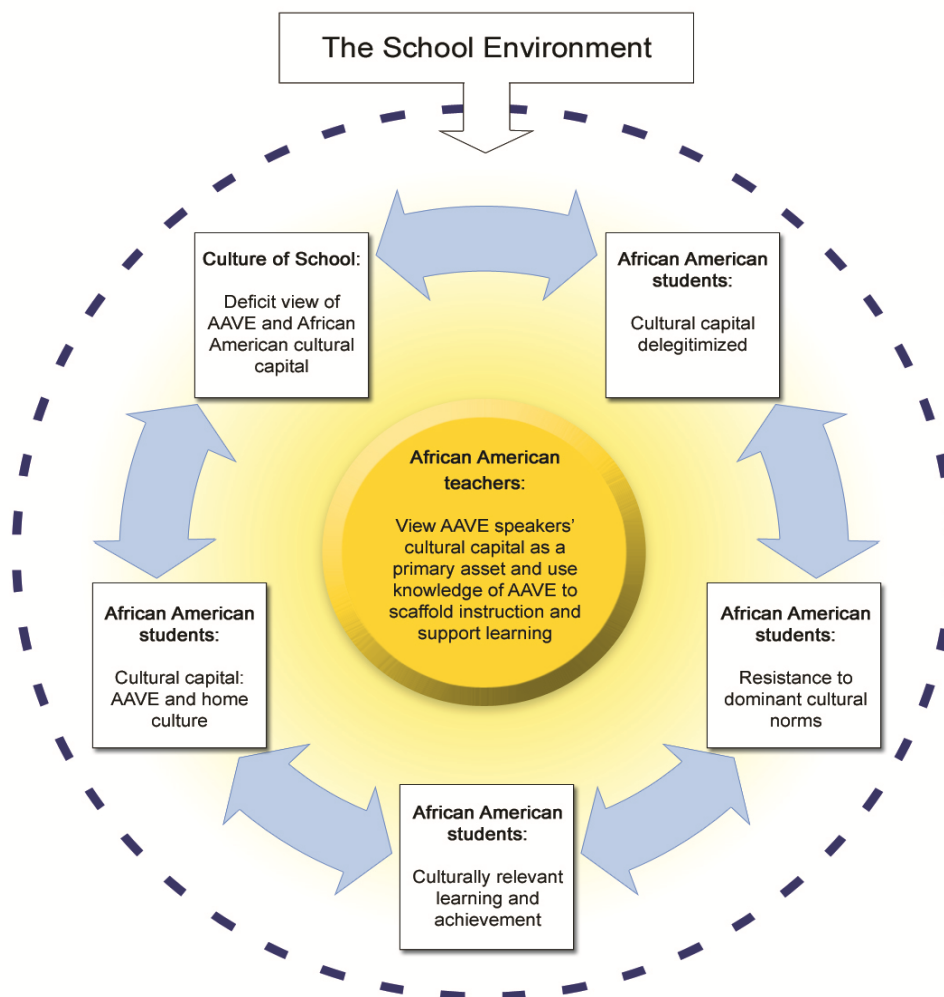 The School Environment
Culture of School:
Deficit view of
AAVE and African
American cultural
capital
African American
students:
Cultural capital
delegitimized
African American
teachers:
View AAVE speakers’
cultural capital as a
primary asset and use
knowledge of AAVE to
scaffold instruction and
support learning
African American
students:
Cultural capital:
AAVE and home
culture
African American
students:
Resistance to
dominant cultural
norms
African American
students:
Culturally relevant
learning and
achievement